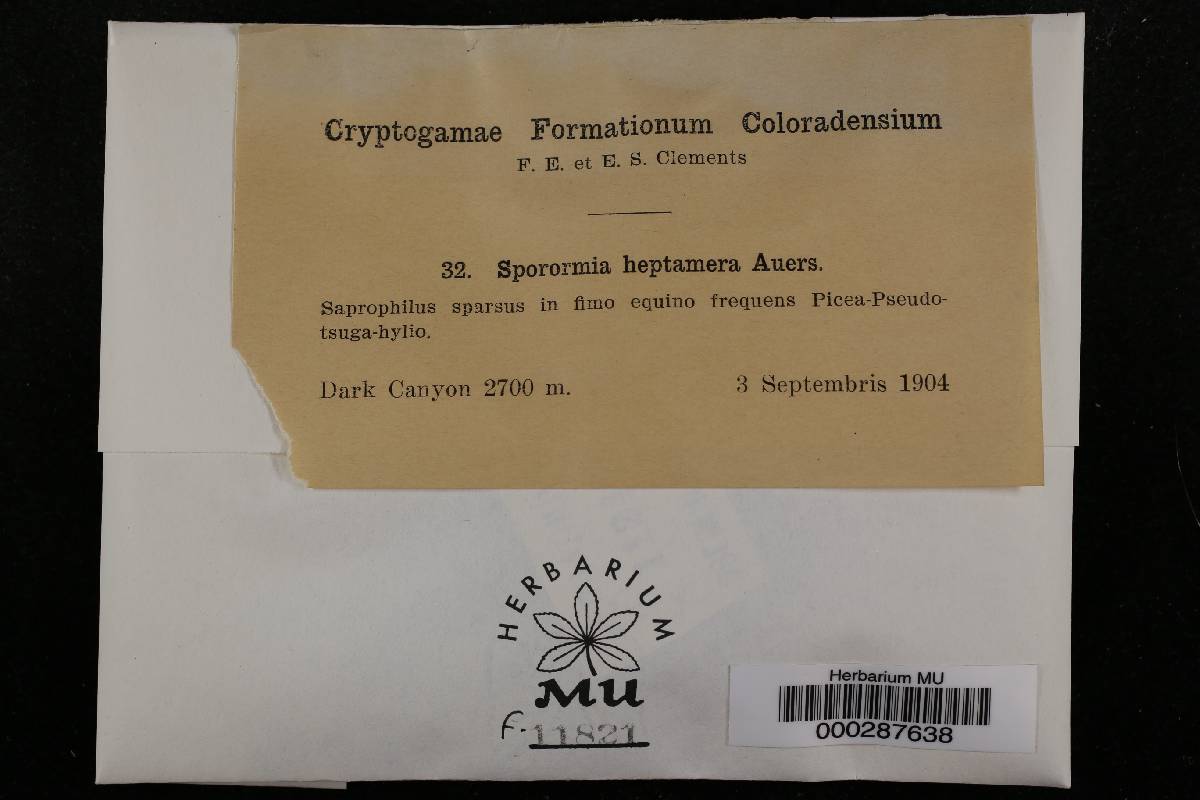 Cryptogamae Formationum Coloradensium
F. E. et E. S. Clements
32. Sporormia heptamera Auers.
Saprophilus sparsus in fimo equino frequens Picea-Pseudo-
tsuga-hylio.
Dark Canyon 2700 m. 3 Septembris 1904
HERBARIUM
MU
F. 11821
Herbarium MU
000287638